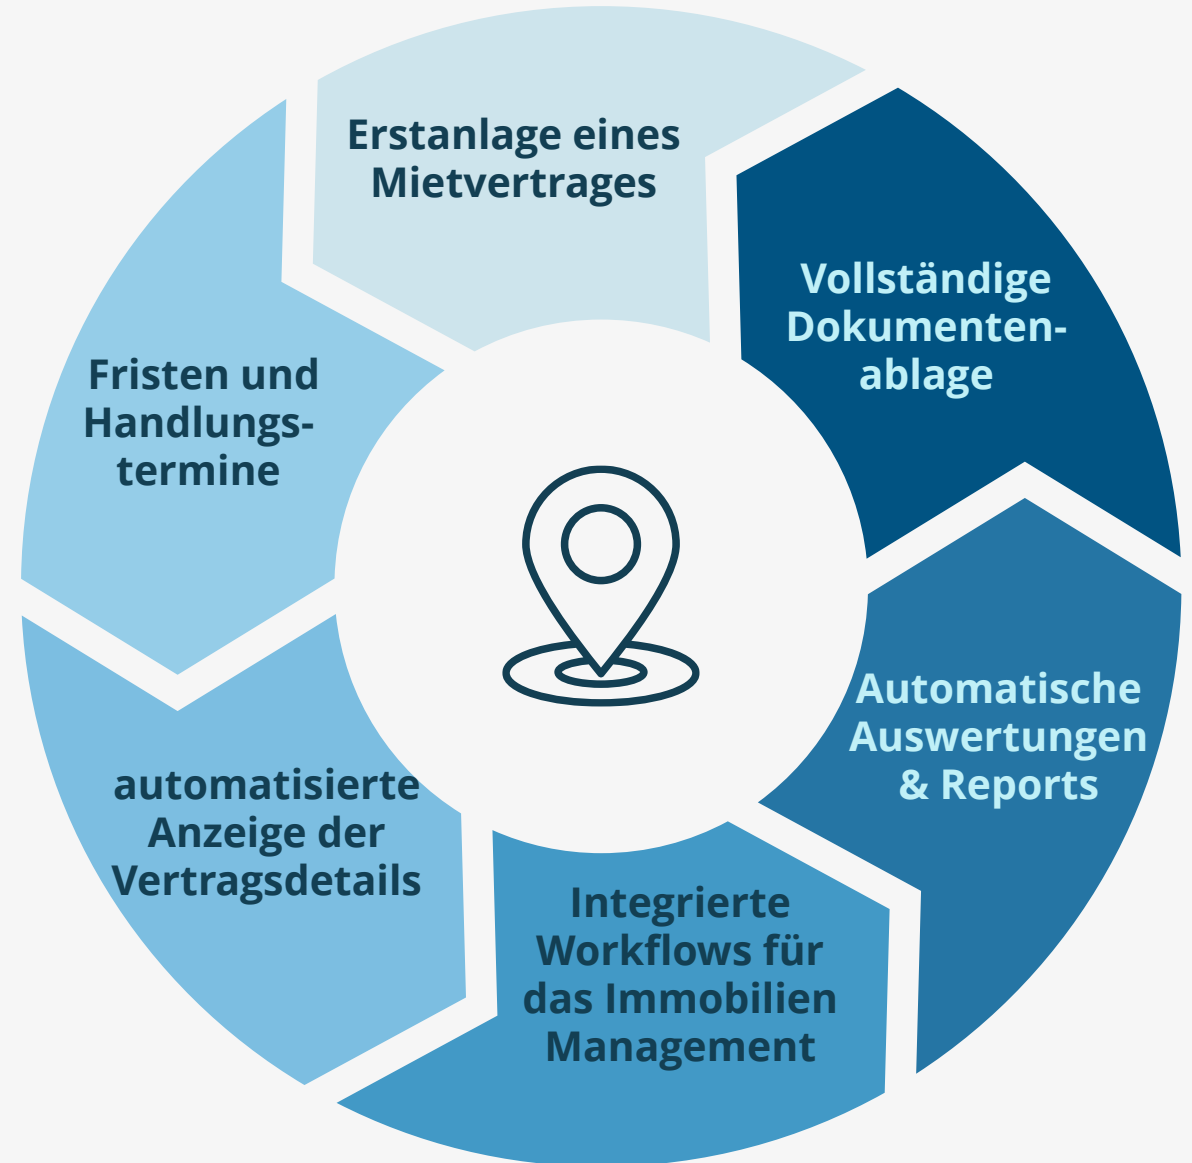 Erstanlage eines
Mietvertrages
Vollständige
Dokumenten-
ablage
Automatische
Auswertungen
& Reports
Integrierte
Workflows für
das Immobilien
Management
automatisierte
Anzeige der
Vertragsdetails
Fristen und
Handlungs-
termine